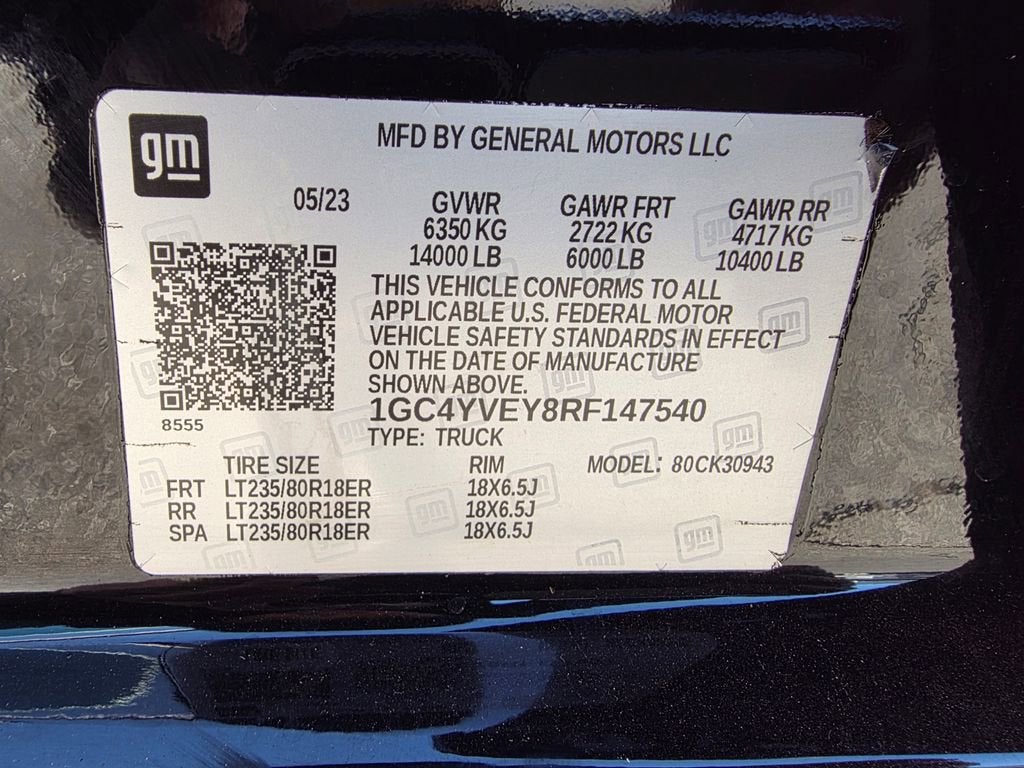 gm
MFD BY GENERAL MOTORS LLC
05/23 GVWR GAWR FRT GAWR RR
6350 KG 2722 KG 4717 KG
14000 LB 6000 LB 10400 LB
THIS VEHICLE CONFORMS TO ALL
APPLICABLE U.S. FEDERAL MOTOR
VEHICLE SAFETY STANDARDS IN EFFECT
ON THE DATE OF MANUFACTURE
SHOWN ABOVE.
8555
1GC4YVEY8RF147540
TYPE: TRUCK
TIRE SIZE RIM MODEL: 80CK30943
FRT LT235/80R18ER 18X6.5J
RR LT235/80R18ER 18X6.5J
SPA LT235/80R18ER 18X6.5J